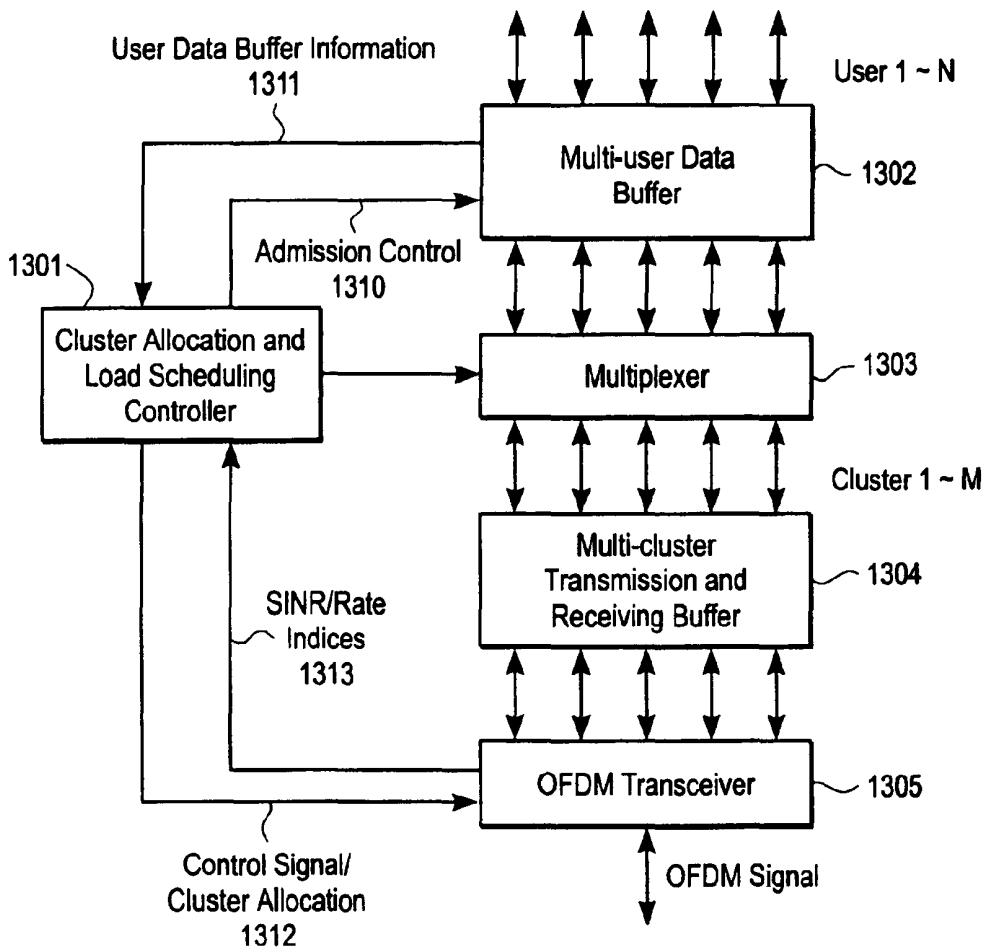 User Data Buffer Information
1311
User 1 ~ N
Multi-user Data
Buffer
1302
Admission Control
1310
1301
Cluster Allocation and
Load Scheduling
Controller
Multiplexer
1303
Cluster 1 ~ M
Multi-cluster
Transmission and
Receiving Buffer
1304
SINR/Rate
Indices
1313
OFDM Transceiver
1305
Control Signal/
Cluster Allocation
1312
OFDM Signal